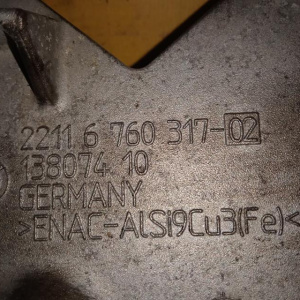 2211 6 760 317-02
138074 10
GERMANY
>ENAC-AlSi9Cu3(Fe)<